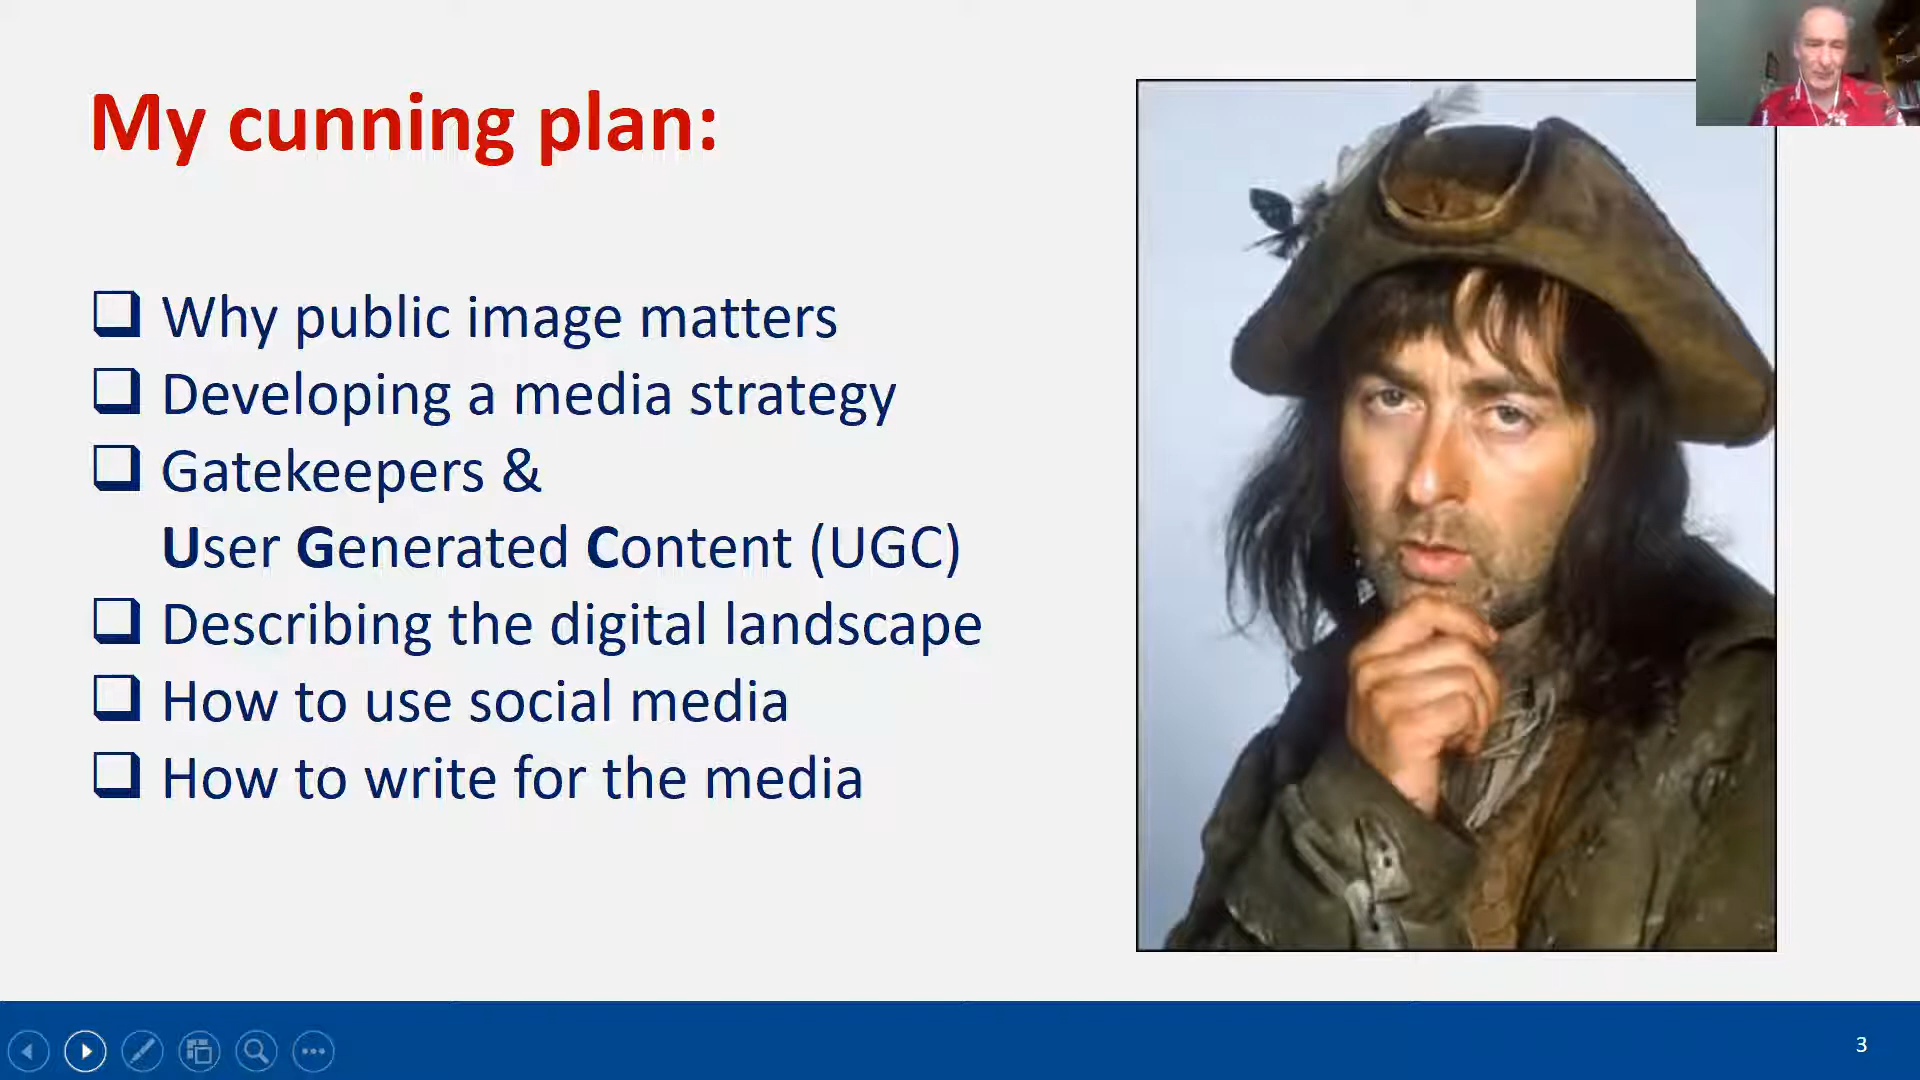 My cunning plan:
Why public image matters
Developing a media strategy
Gatekeepers &
User Generated Content (UGC)
Describing the digital landscape
How to use social media
How to write for the media
3